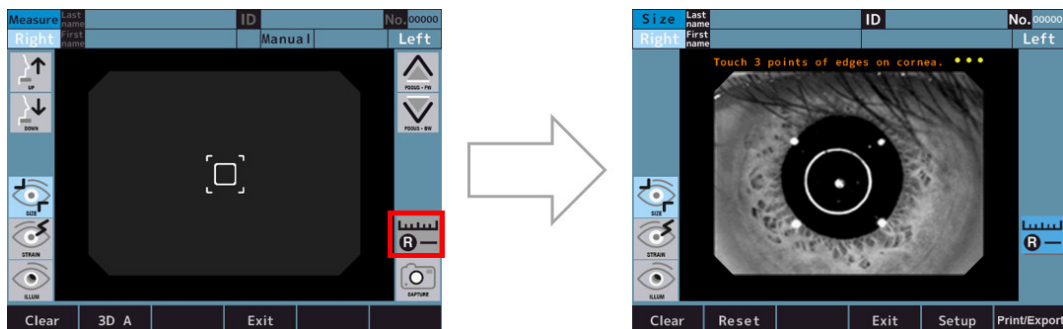 Measure Last name ID No. 00000
Right First name Manual Left
UP
DOWN
SIZE
STRAIN
ILLUM
FOCUS・FW
FOCUS・BW
R
CAPTURE
Clear 3D A Exit
Size Last name ID No. 00000
Right First name Left
Touch 3 points of edges on cornea.
SIZE
STRAIN
ILLUM
R
Clear Reset Exit Setup Print/Export